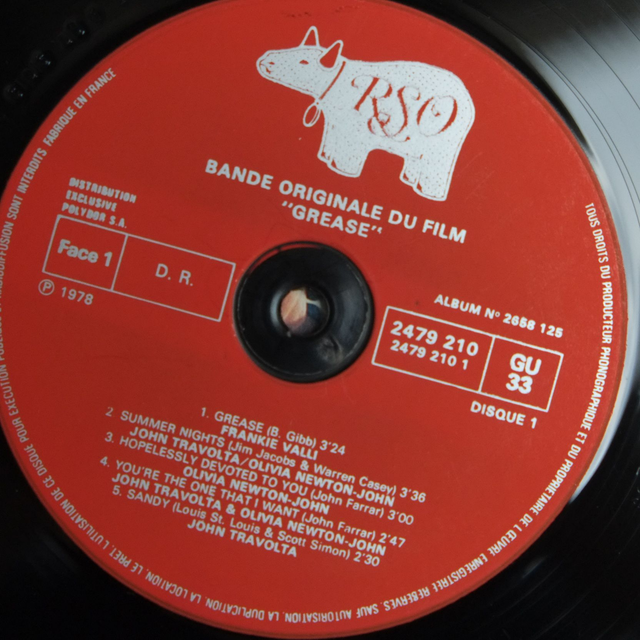 RSO
BANDE ORIGINALE DU FILM
"GREASE"
DISTRIBUTION
EXCLUSIVE
POLYDOR S.A.
Face 1
D. R.
℗ 1978
ALBUM N° 2658 125
2479 210
2479 210 1
GU
33
DISQUE 1
1. GREASE (B. Gibb) 3'24
FRANKIE VALLI
2 SUMMER NIGHTS (Jim Jacobs & Warren Casey) 3'36
JOHN TRAVOLTA/OLIVIA NEWTON-JOHN
3. HOPELESSLY DEVOTED TO YOU (John Farrar) 3'00
OLIVIA NEWTON-JOHN
4. YOU'RE THE ONE THAT I WANT (John Farrar) 2'47
JOHN TRAVOLTA & OLIVIA NEWTON-JOHN
5. SANDY (Louis St. Louis & Scott Simon) 2'30
JOHN TRAVOLTA
TOUS DROITS DU PRODUCTEUR PHONOGRAPHIQUE ET DU PROPRIETAIRE DE L'ŒUVRE ENREGISTREE RESERVES. SAUF AUTORISATION, LA DUPLICATION, LA LOCATION, LE PRET, L'UTILISATION DE CE DISQUE POUR EXECUTION RADIODIFFUSION SONT INTERDITS FABRIQUE EN FRANCE